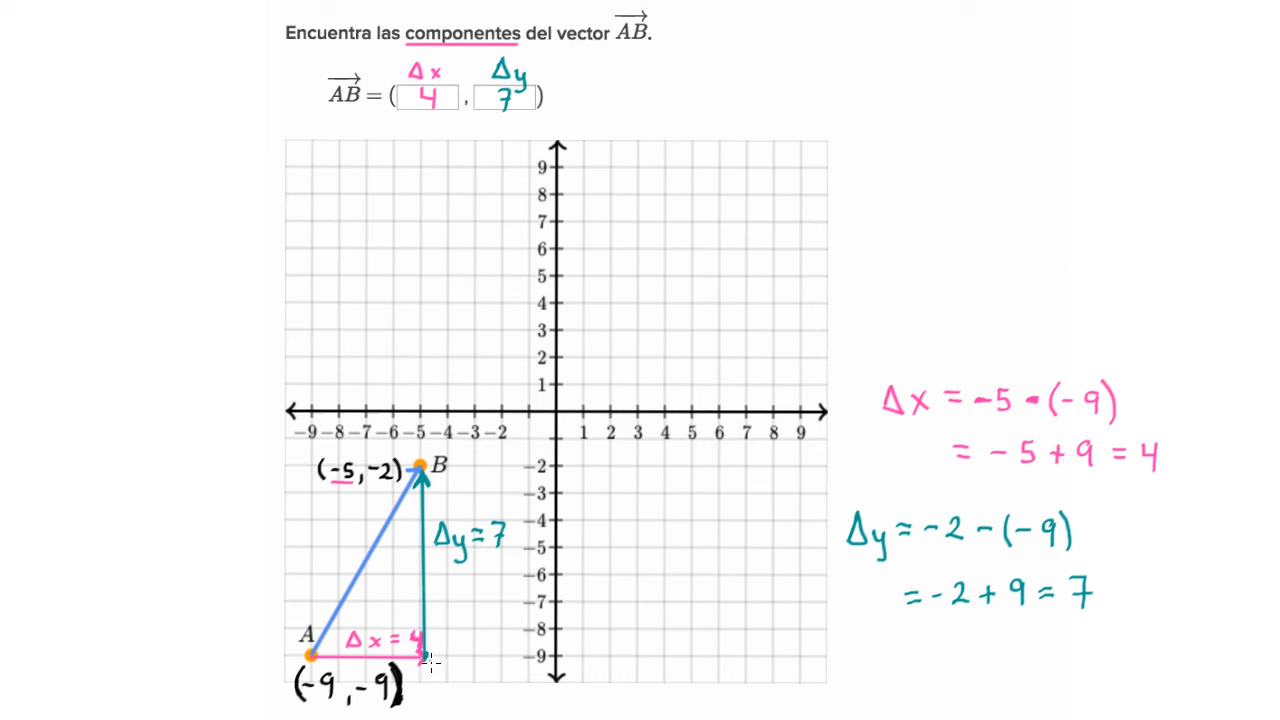 Encuentra las componentes del vector AB.
Δx Δy
AB = ( 4 , 7 )
9
8
7
6
5
4
3
2
1
−9 −8 −7 −6 −5 −4 −3 −2 1 2 3 4 5 6 7 8 9
(-5, -2) B
−2
−3
−4
−5
−6
−7
−8
−9
Δy = 7
A
Δx = 4
(-9, -9)
Δx = -5 - (-9)
= -5 + 9 = 4
Δy = -2 - (-9)
= -2 + 9 = 7